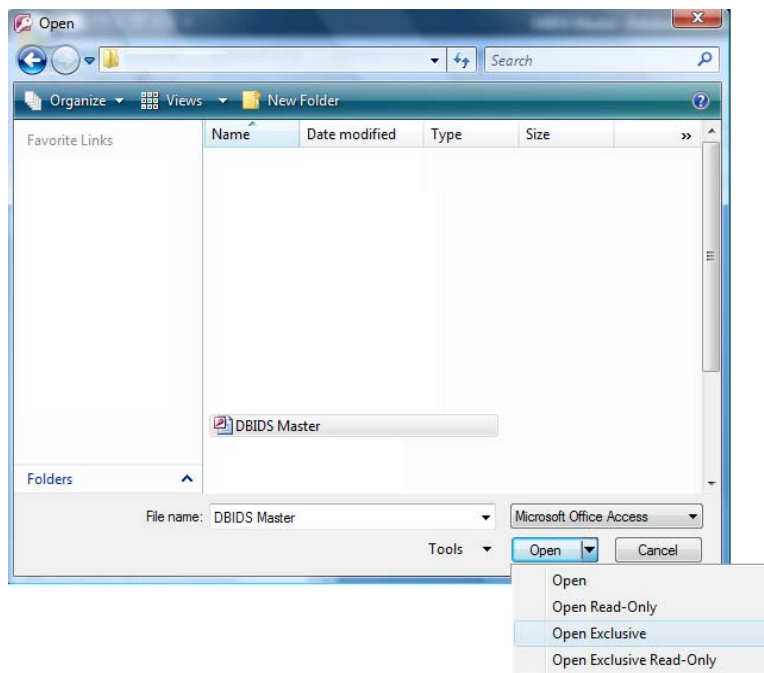 Open
Search
Organize Views New Folder
Favorite Links
Name Date modified Type Size »
DBIDS Master
Folders
File name: DBIDS Master Microsoft Office Access
Tools Open Cancel
Open
Open Read-Only
Open Exclusive
Open Exclusive Read-Only